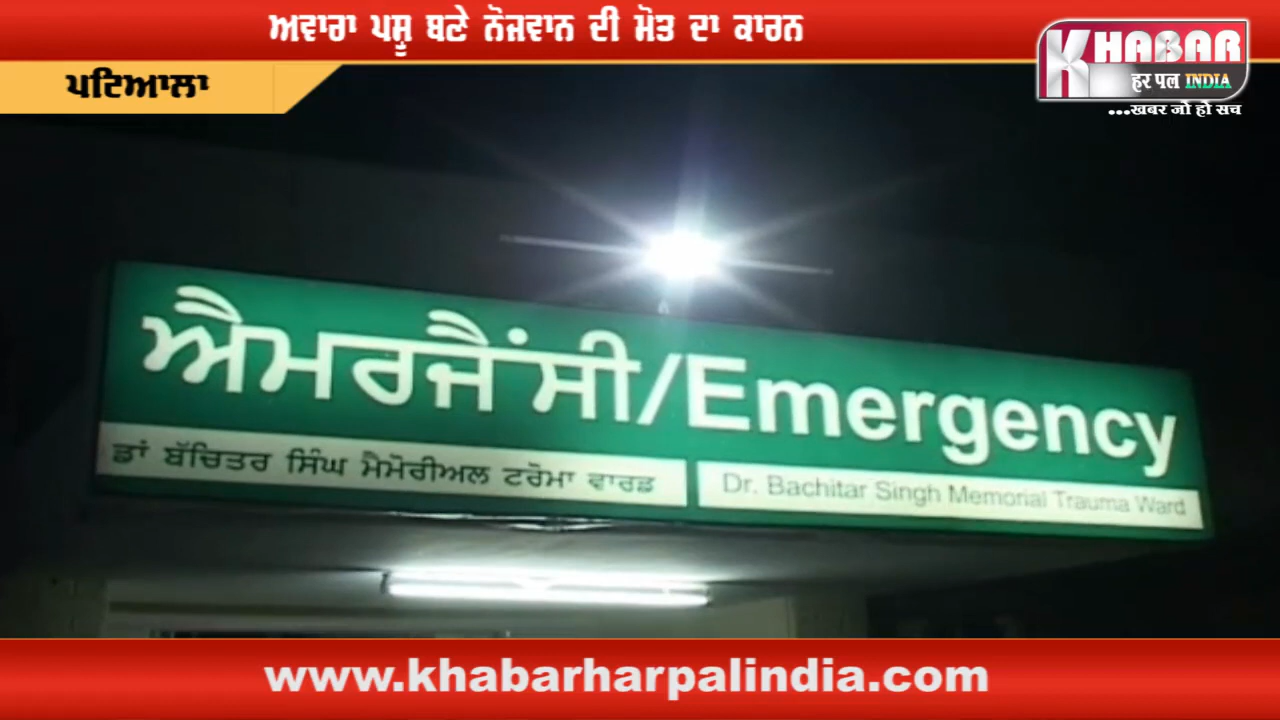 ਅਵਾਰਾ ਪਸ਼ੂ ਬਣੇ ਨੋਜਵਾਨ ਦੀ ਮੋਤ ਦਾ ਕਾਰਨ
KHABAR
हर पल INDIA
...खबर जो हो सच
ਪਟਿਆਲਾ
ਐਮਰਜੈਂਸੀ/Emergency
ਡਾਂ ਬੱਚਿਤਰ ਸਿੰਘ ਮੈਮੋਰੀਅਲ ਟਰੋਮਾ ਵਾਰਡ
Dr. Bachitar Singh Memorial Trauma Ward
www.khabarharpalindia.com